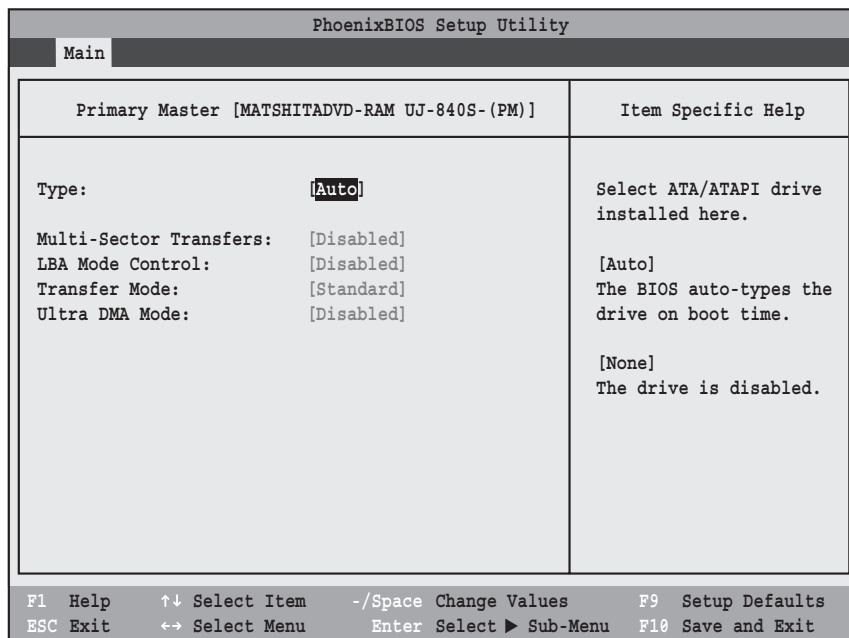 PhoenixBIOS Setup Utility
Main
Primary Master [MATSHITADVD-RAM UJ-840S-(PM)]
Item Specific Help
Type: [Auto]
Multi-Sector Transfers: [Disabled]
LBA Mode Control: [Disabled]
Transfer Mode: [Standard]
Ultra DMA Mode: [Disabled]
Select ATA/ATAPI drive
installed here.
[Auto]
The BIOS auto-types the
drive on boot time.
[None]
The drive is disabled.
F1 Help ↑↓ Select Item -/Space Change Values F9 Setup Defaults
ESC Exit ←→ Select Menu Enter Select ▶ Sub-Menu F10 Save and Exit